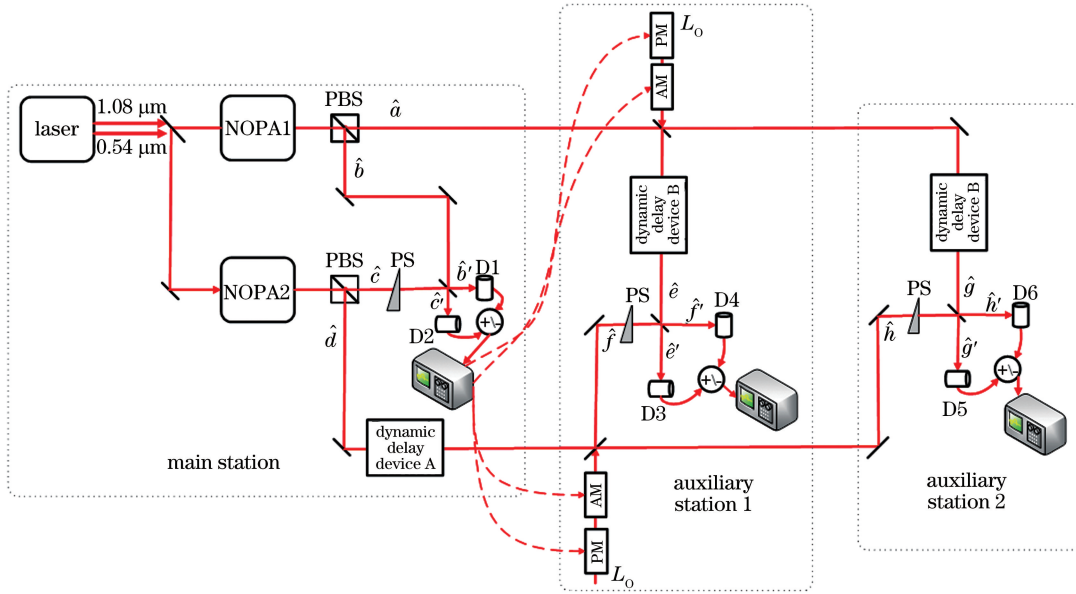 PM
L_O
AM
1.08 μm
laser
0.54 μm
NOPA1
PBS
â
b̂
dynamic delay device B
dynamic delay device B
NOPA2
PBS
ĉ
PS
b̂′
D1
ĉ′
D2
+/-
d̂
ê
PS
f̂
f̂′
D4
ê′
D3
+/-
ĝ
PS
ĥ
ĥ′
D6
ĝ′
D5
+/-
dynamic
delay
device A
main station
AM
PM
L_O
auxiliary
station 1
auxiliary
station 2